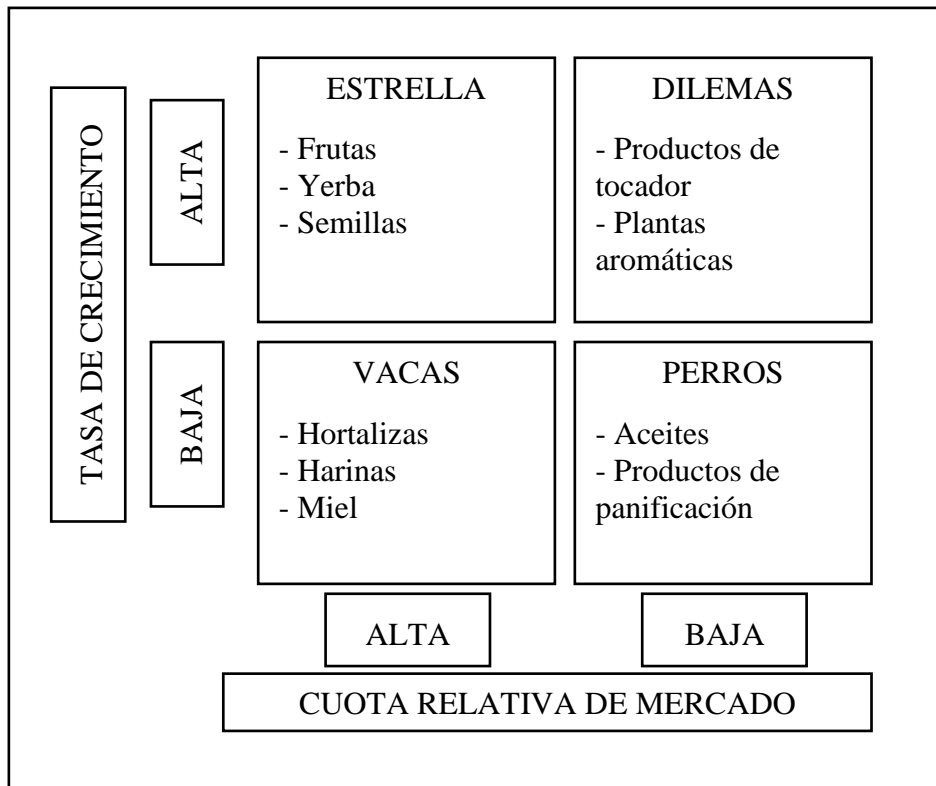 TASA DE CRECIMIENTO
ALTA
ESTRELLA
- Frutas
- Yerba
- Semillas
DILEMAS
- Productos de
tocador
- Plantas
aromáticas
BAJA
VACAS
- Hortalizas
- Harinas
- Miel
PERROS
- Aceites
- Productos de
panificación
ALTA
BAJA
CUOTA RELATIVA DE MERCADO